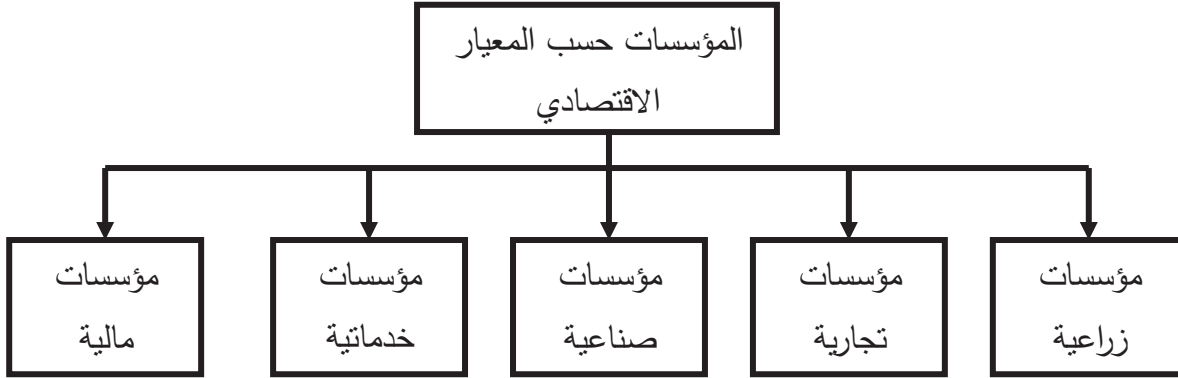 المؤسسات حسب المعيار
الاقتصادي
مؤسسات
زراعية
مؤسسات
تجارية
مؤسسات
صناعية
مؤسسات
خدماتية
مؤسسات
مالية